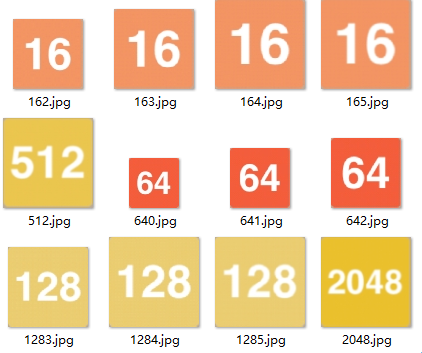 16 16 16 16
162.jpg 163.jpg 164.jpg 165.jpg
512 64 64 64
512.jpg 640.jpg 641.jpg 642.jpg
128 128 128 2048
1283.jpg 1284.jpg 1285.jpg 2048.jpg